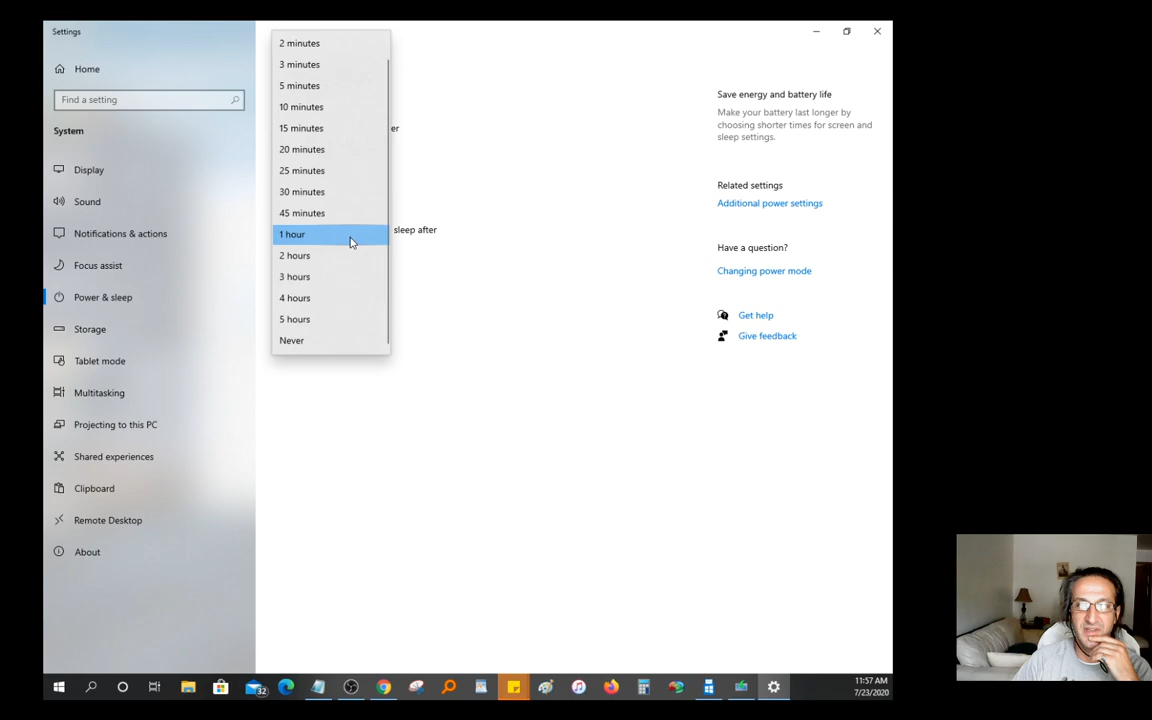 Settings
Home
Find a setting
System
Display
Sound
Notifications & actions
Focus assist
Power & sleep
Storage
Tablet mode
Multitasking
Projecting to this PC
Shared experiences
Clipboard
Remote Desktop
About
2 minutes
3 minutes
5 minutes
10 minutes
15 minutes
20 minutes
25 minutes
30 minutes
45 minutes
1 hour
2 hours
3 hours
4 hours
5 hours
Never
er
sleep after
Save energy and battery life
Make your battery last longer by
choosing shorter times for screen and
sleep settings.
Related settings
Additional power settings
Have a question?
Changing power mode
Get help
Give feedback
32
11:57 AM
7/23/2020